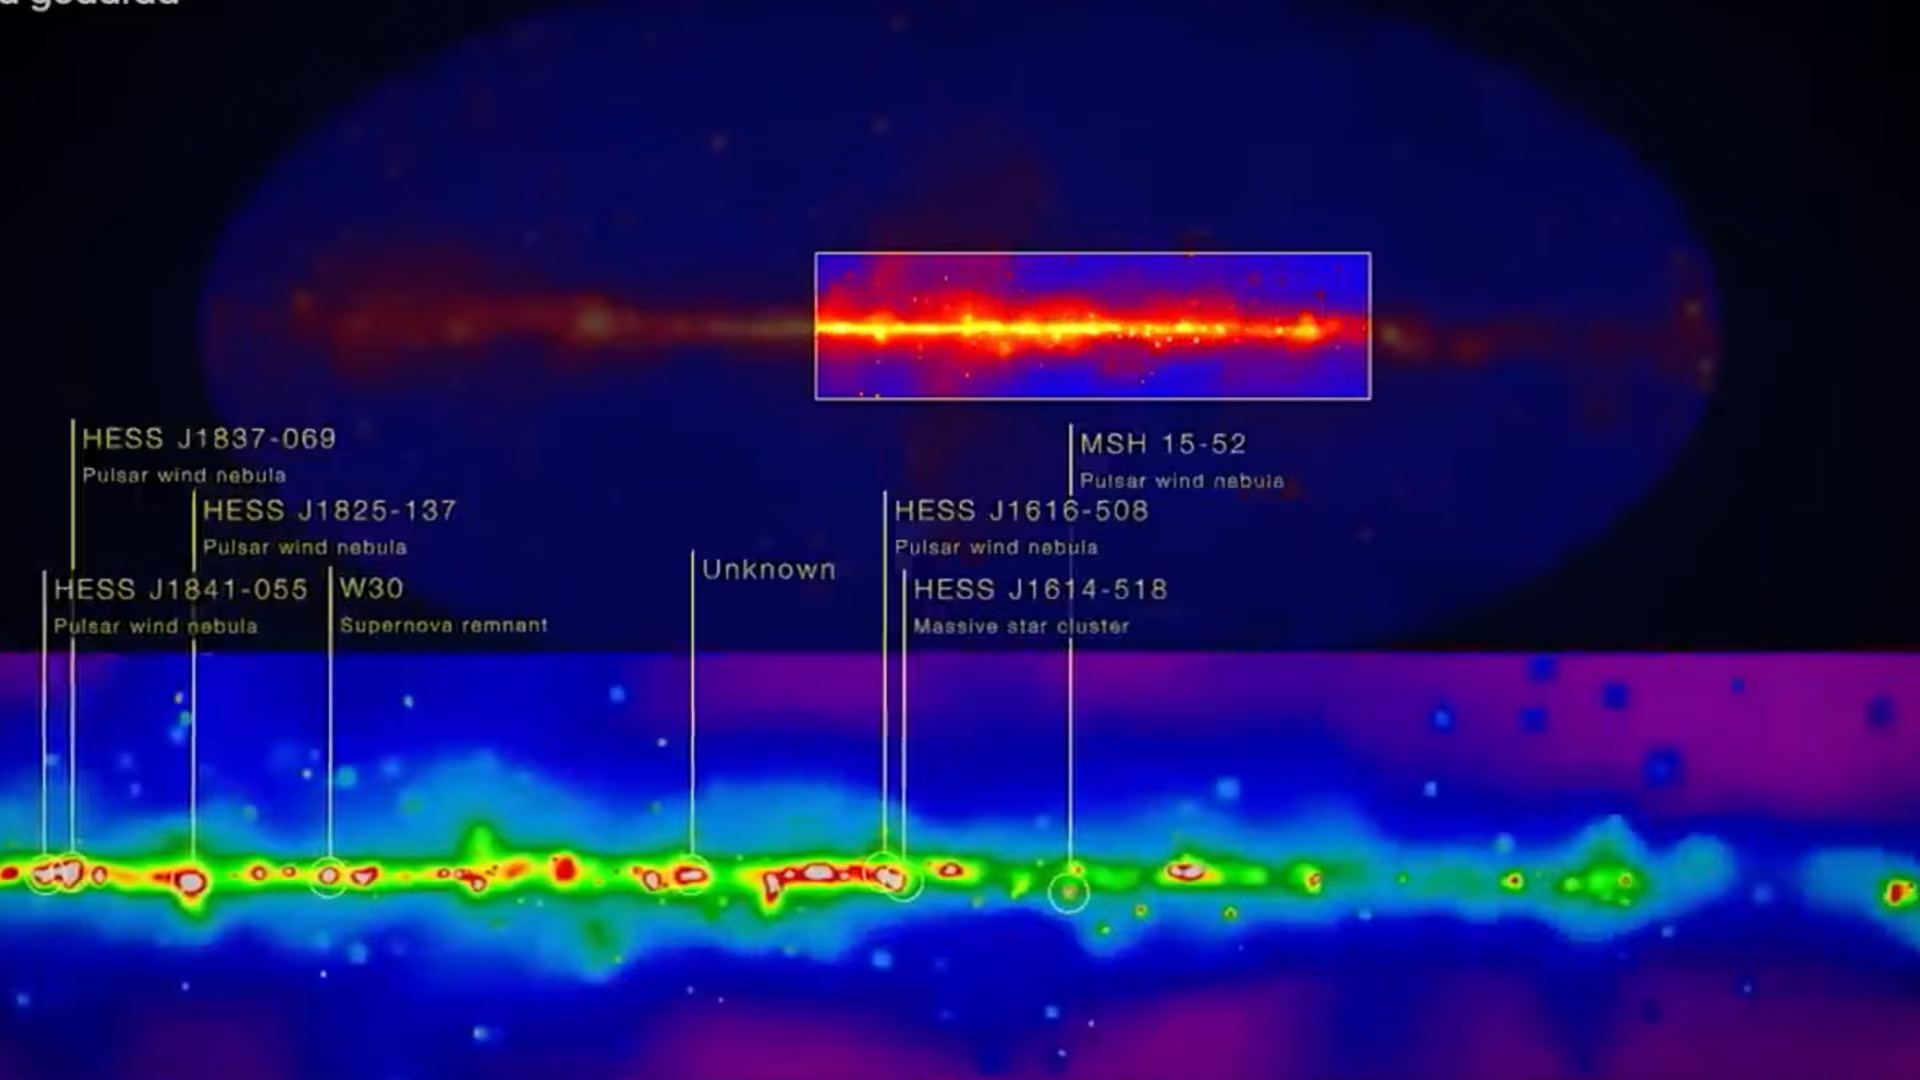 HESS J1837-069
Pulsar wind nebula
MSH 15-52
Pulsar wind nebula
HESS J1825-137
Pulsar wind nebula
HESS J1616-508
Pulsar wind nebula
Unknown
HESS J1841-055
Pulsar wind nebula
W30
Supernova remnant
HESS J1614-518
Massive star cluster